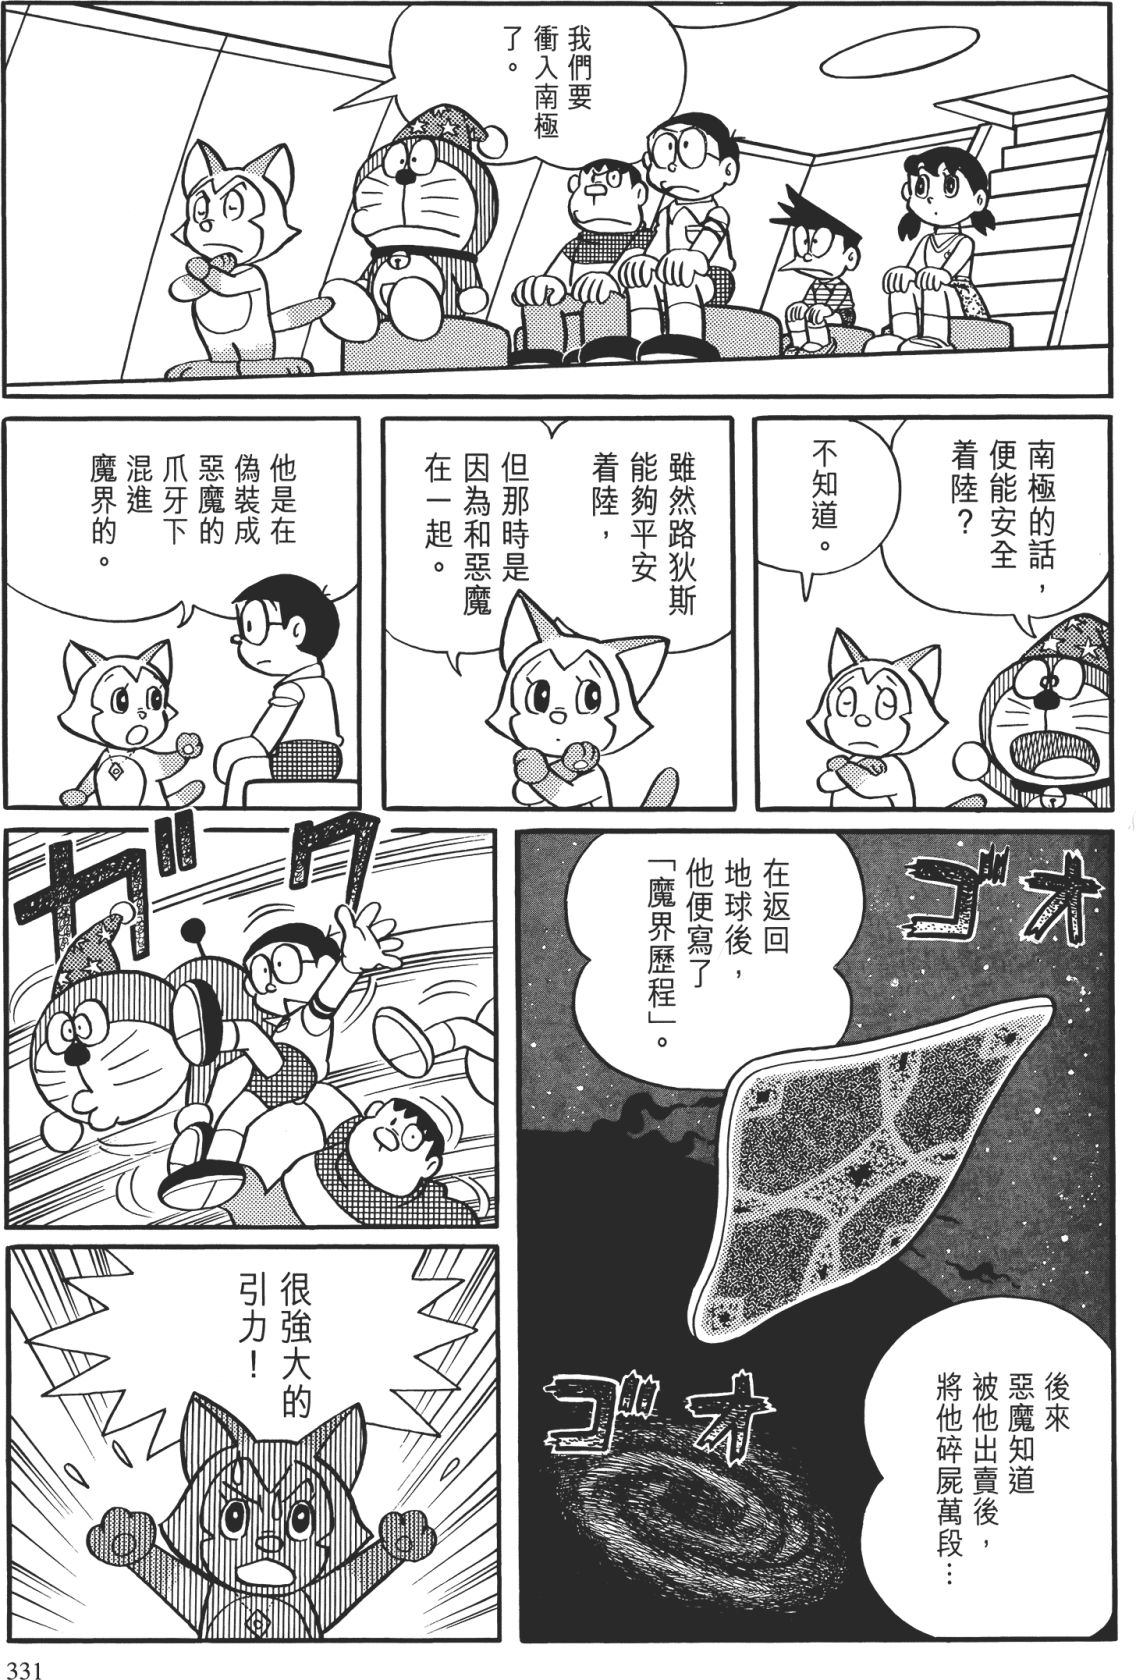 我們要
衝入南極
了。
南極的話，
便能安全
着陸？
不知道。
雖然路狄斯
能夠平安
着陸，
但那時是
因為和惡魔
在一起。
他是在
偽裝成
惡魔的
爪牙下
混進
魔界的。
ゴオ
在返回
地球後，
他便寫了
「魔界歷程」。
後來
惡魔知道
被他出賣後，
將他碎屍萬段…
ゴオ
ガク
很強大的
引力！
331